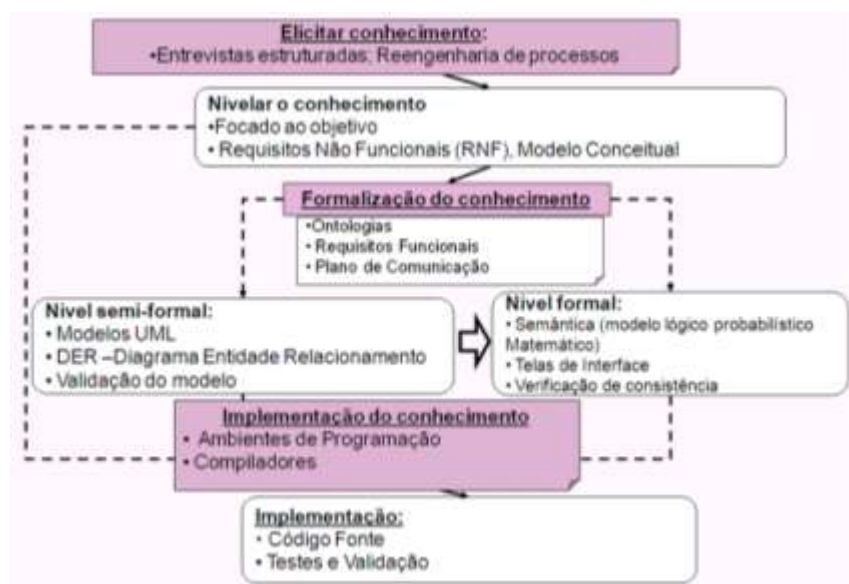 Elicitar conhecimento:
•Entrevistas estruturadas; Reengenharia de processos
Nivelar o conhecimento
•Focado ao objetivo
• Requisitos Não Funcionais (RNF), Modelo Conceitual
Formalização do conhecimento
•Ontologias
• Requisitos Funcionais
• Plano de Comunicação
Nivel semi-formal:
• Modelos UML
• DER –Diagrama Entidade Relacionamento
• Validação do modelo
Nivel formal:
• Semântica (modelo lógico probabilístico
Matemático)
• Telas de Interface
• Verificação de consistência
Implementação do conhecimento
• Ambientes de Programação
• Compiladores
Implementação:
• Código Fonte
• Testes e Validação